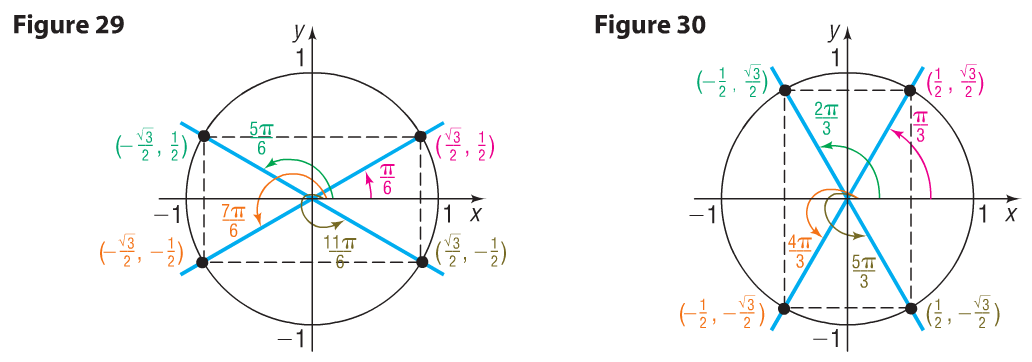 Figure 29
y
1
(-√3/2, 1/2)
5π/6
(√3/2, 1/2)
π/6
-1
7π/6
1 x
11π/6
(-√3/2, -1/2)
(√3/2, -1/2)
-1
Figure 30
y
1
(-1/2, √3/2)
(1/2, √3/2)
2π/3
π/3
-1
1
x
4π/3
5π/3
(-1/2, -√3/2)
(1/2, -√3/2)
-1